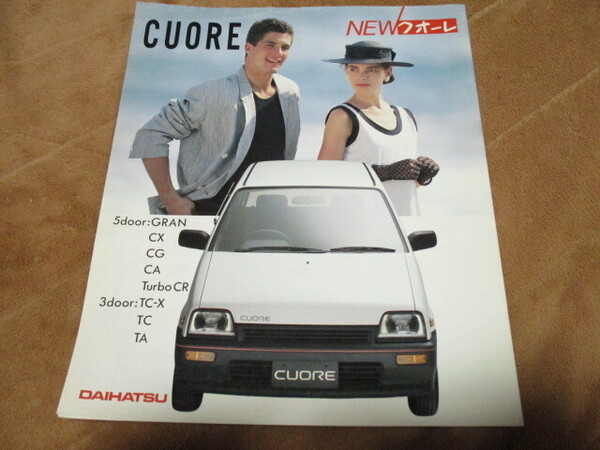 CUORE
NEWクオーレ
5door:GRAN
CX
CG
CA
Turbo CR
3door:TC-X
TC
TA
CUORE
CUORE
DAIHATSU